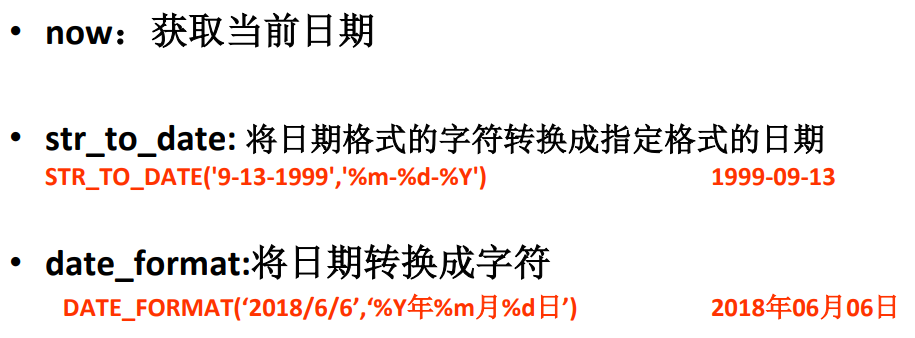 • now：获取当前日期
• str_to_date: 将日期格式的字符转换成指定格式的日期
STR_TO_DATE('9-13-1999','%m-%d-%Y') 1999-09-13
• date_format:将日期转换成字符
DATE_FORMAT(‘2018/6/6’,‘%Y年%m月%d日’) 2018年06月06日